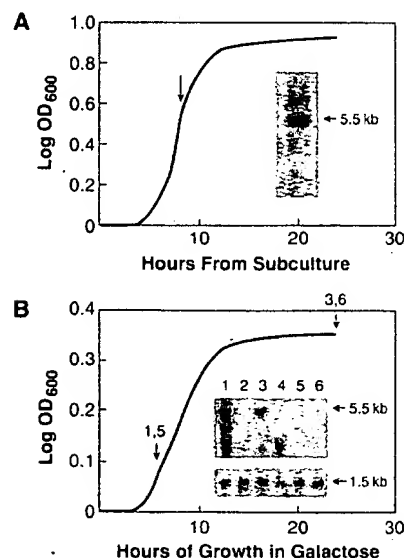 A
Log OD600
1.0
0.8
0.6
0.4
0.2
0
← 5.5 kb
10
20
30
Hours From Subculture
B
Log OD600
0.4
0.3
0.2
0.1
0
3,6
1,5
1 2 3 4 5 6
← 5.5 kb
← 1.5 kb
10
20
30
Hours of Growth in Galactose